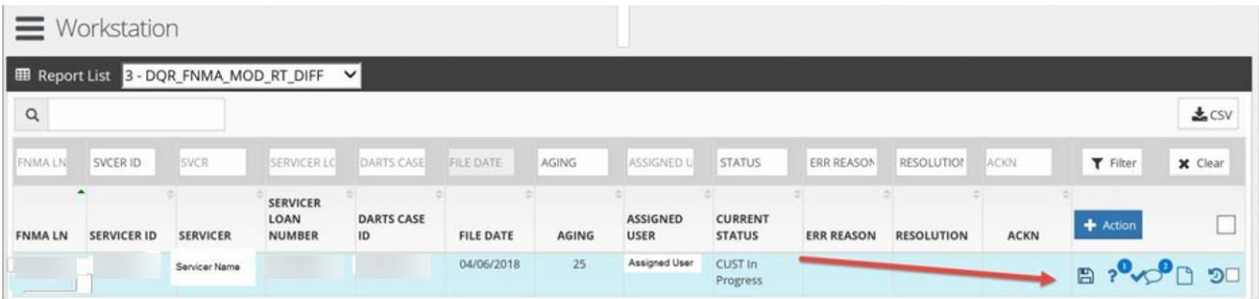 Workstation
Report List 3 - DQR_FNMA_MOD_RT_DIFF
CSV
FNMA LN SVCER ID SVCR SERVICER LC DARTS CASE FILE DATE AGING ASSIGNED U STATUS ERR REASON RESOLUTION ACKN Filter Clear
FNMA LN SERVICER ID SERVICER SERVICER LOAN NUMBER DARTS CASE ID FILE DATE AGING ASSIGNED USER CURRENT STATUS ERR REASON RESOLUTION ACKN + Action
Servicer Name 04/06/2018 25 Assigned User CUST In Progress ? 1 2